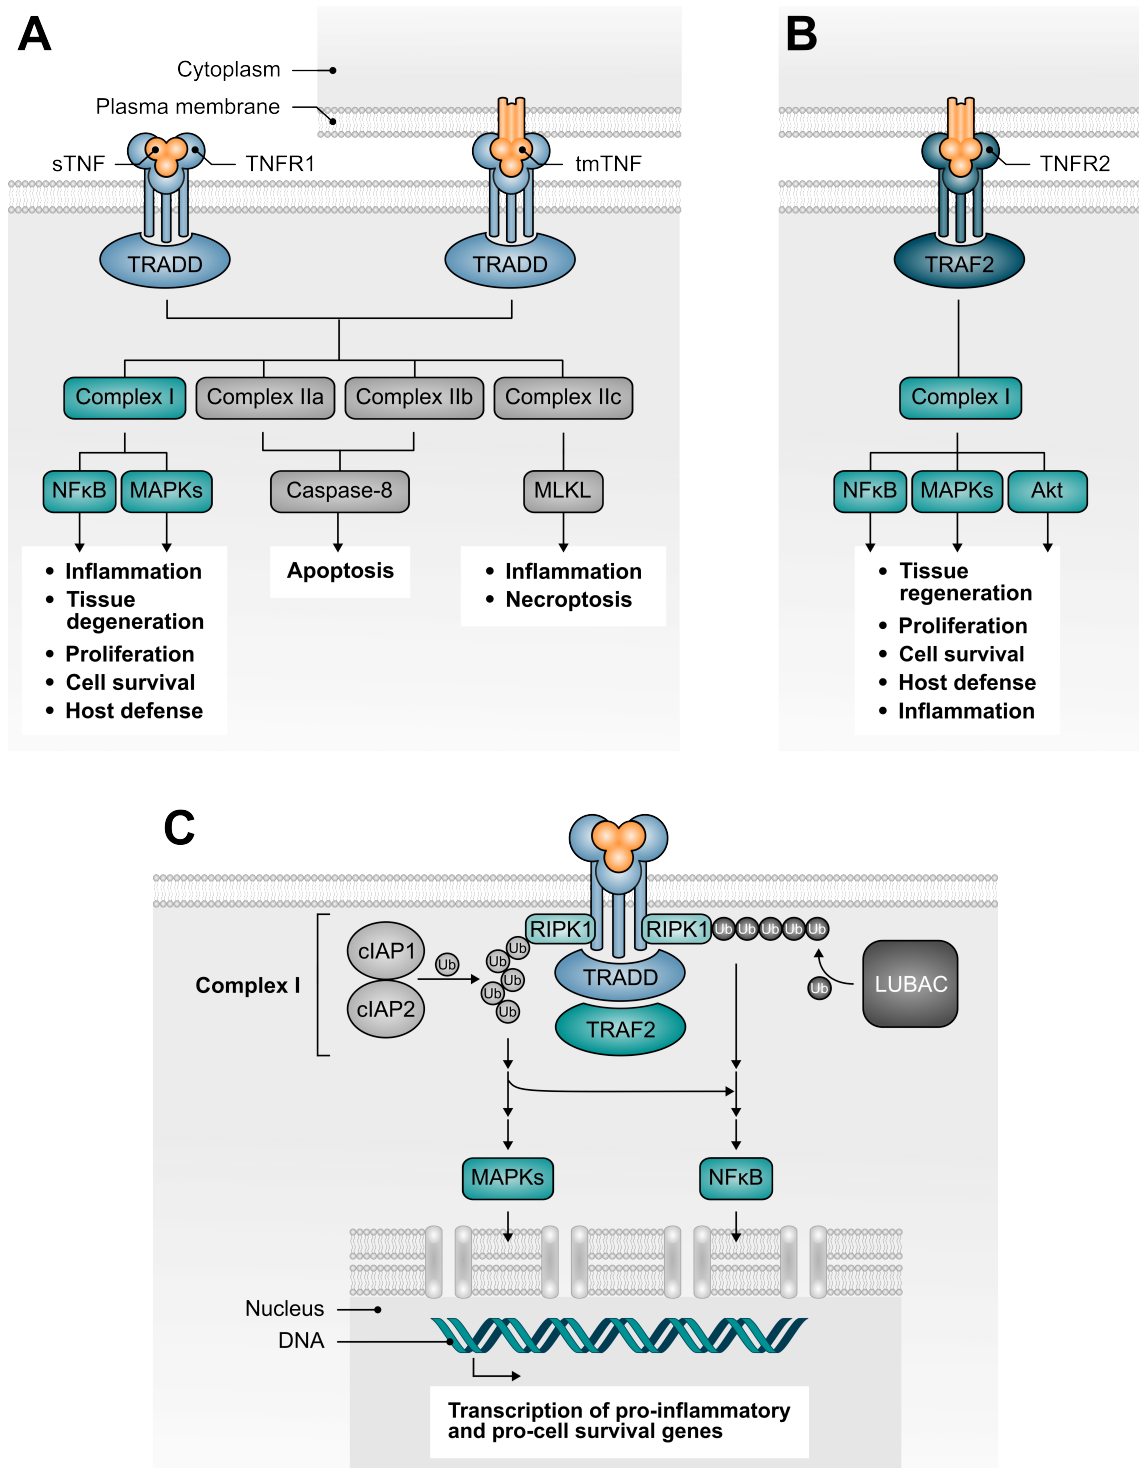 A
Cytoplasm
Plasma membrane
sTNF
TNFR1
tmTNF
TRADD
TRADD
Complex I
Complex IIa
Complex IIb
Complex IIc
NFκB
MAPKs
Caspase-8
MLKL
• Inflammation
• Tissue
degeneration
• Proliferation
• Cell survival
• Host defense
Apoptosis
• Inflammation
• Necroptosis
B
TNFR2
TRAF2
Complex I
NFκB
MAPKs
Akt
• Tissue
regeneration
• Proliferation
• Cell survival
• Host defense
• Inflammation
C
Complex I
cIAP1
cIAP2
Ub
Ub
Ub
Ub
Ub
Ub
RIPK1
RIPK1
Ub
Ub
Ub
Ub
Ub
TRADD
TRAF2
Ub
LUBAC
MAPKs
NFκB
Nucleus
DNA
Transcription of pro-inflammatory
and pro-cell survival genes